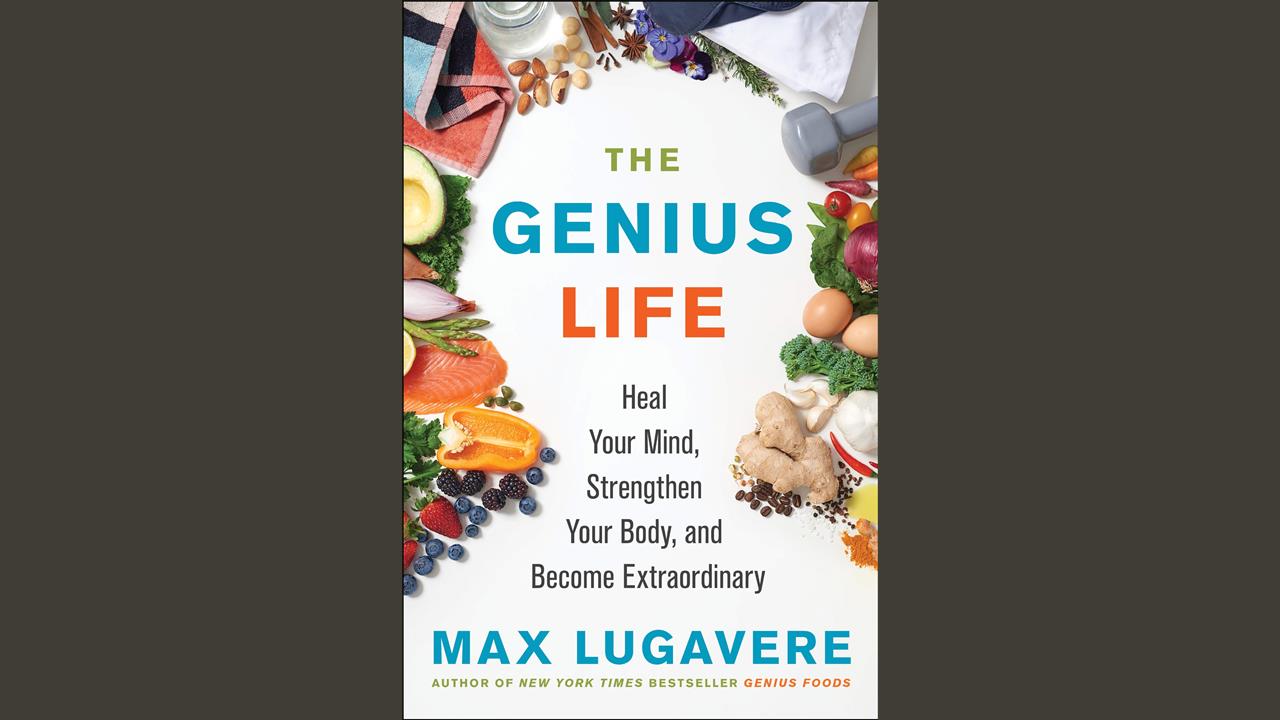 THE
GENIUS
LIFE
Heal
Your Mind,
Strengthen
Your Body, and
Become Extraordinary
MAX LUGAVERE
AUTHOR OF NEW YORK TIMES BESTSELLER GENIUS FOODS